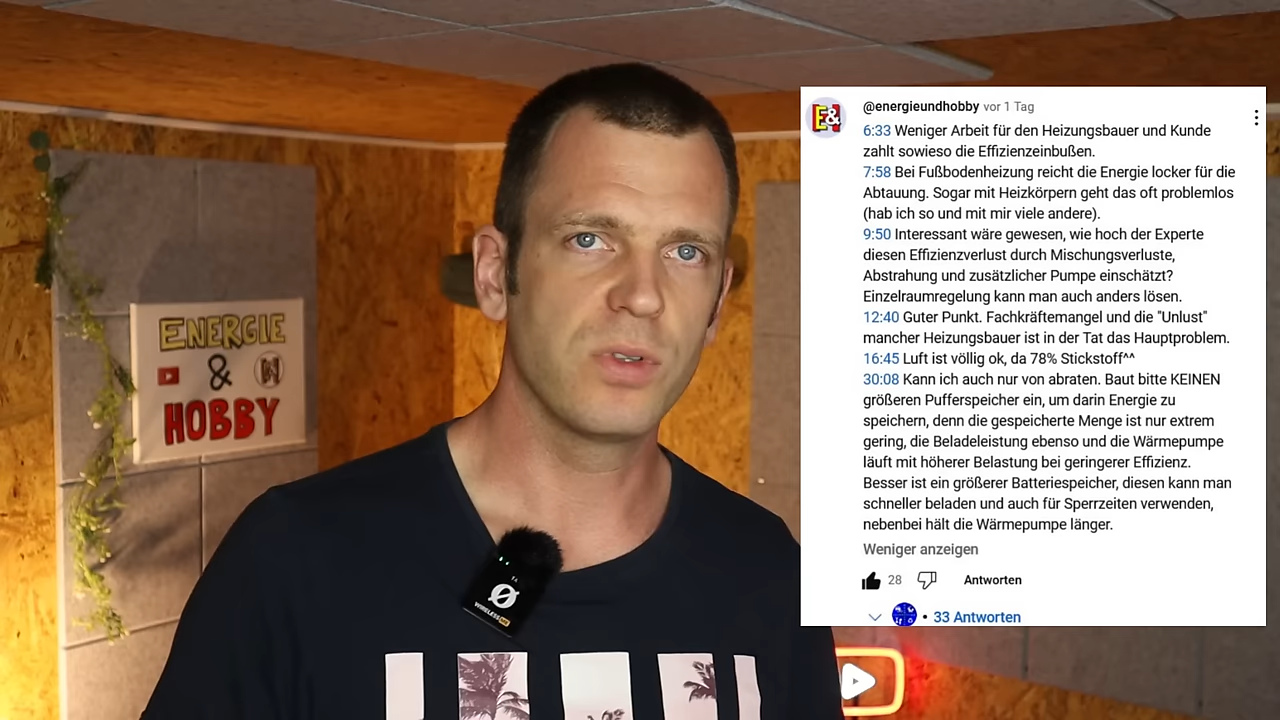 ENERGIE
&
HOBBY
WIRELESS ME
E&H
@energieundhobby vor 1 Tag
6:33 Weniger Arbeit für den Heizungsbauer und Kunde
zahlt sowieso die Effizienzeinbußen.
7:58 Bei Fußbodenheizung reicht die Energie locker für die
Abtauung. Sogar mit Heizkörpern geht das oft problemlos
(hab ich so und mit mir viele andere).
9:50 Interessant wäre gewesen, wie hoch der Experte
diesen Effizienzverlust durch Mischungsverluste,
Abstrahlung und zusätzlicher Pumpe einschätzt?
Einzelraumregelung kann man auch anders lösen.
12:40 Guter Punkt. Fachkräftemangel und die "Unlust"
mancher Heizungsbauer ist in der Tat das Hauptproblem.
16:45 Luft ist völlig ok, da 78% Stickstoff^^
30:08 Kann ich auch nur von abraten. Baut bitte KEINEN
größeren Pufferspeicher ein, um darin Energie zu
speichern, denn die gespeicherte Menge ist nur extrem
gering, die Beladeleistung ebenso und die Wärmepumpe
läuft mit höherer Belastung bei geringerer Effizienz.
Besser ist ein größerer Batteriespeicher, diesen kann man
schneller beladen und auch für Sperrzeiten verwenden,
nebenbei hält die Wärmepumpe länger.
Weniger anzeigen
28 Antworten
• 33 Antworten